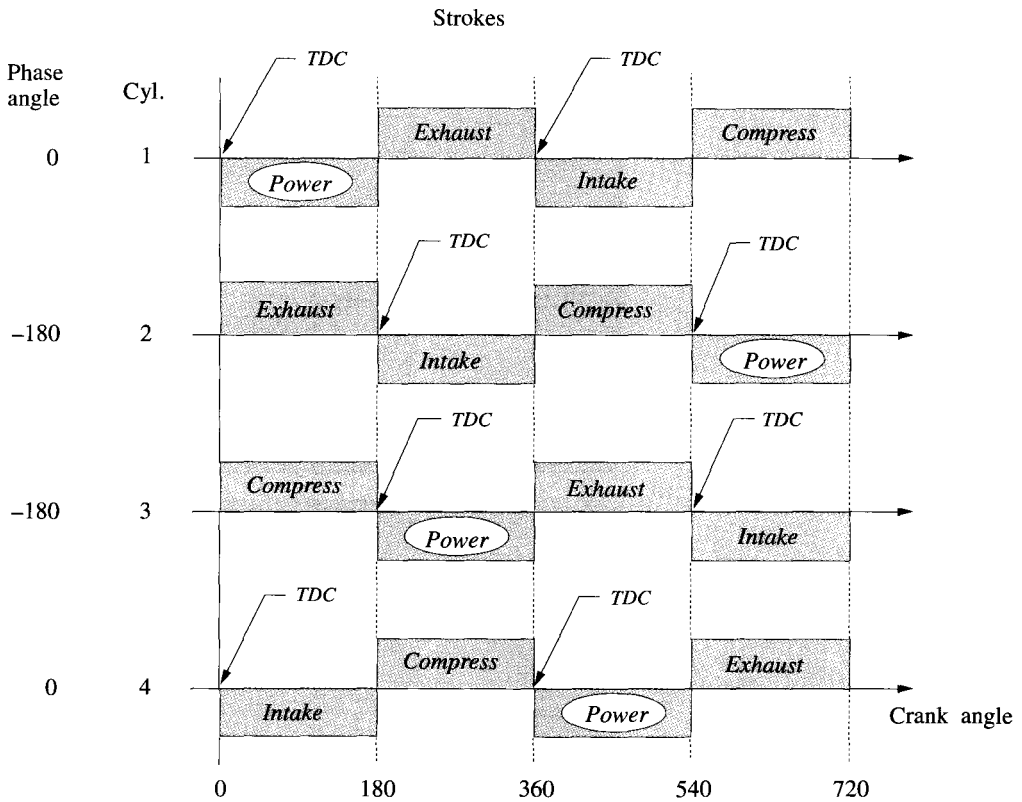 Strokes
TDC TDC
Phase
angle Cyl.
Exhaust Compress
0 1
Power Intake
TDC TDC
Exhaust Compress
-180 2
Intake Power
TDC TDC
Compress Exhaust
-180 3
Power Intake
TDC TDC
Compress Exhaust
0 4
Intake Power
Crank angle
0 180 360 540 720